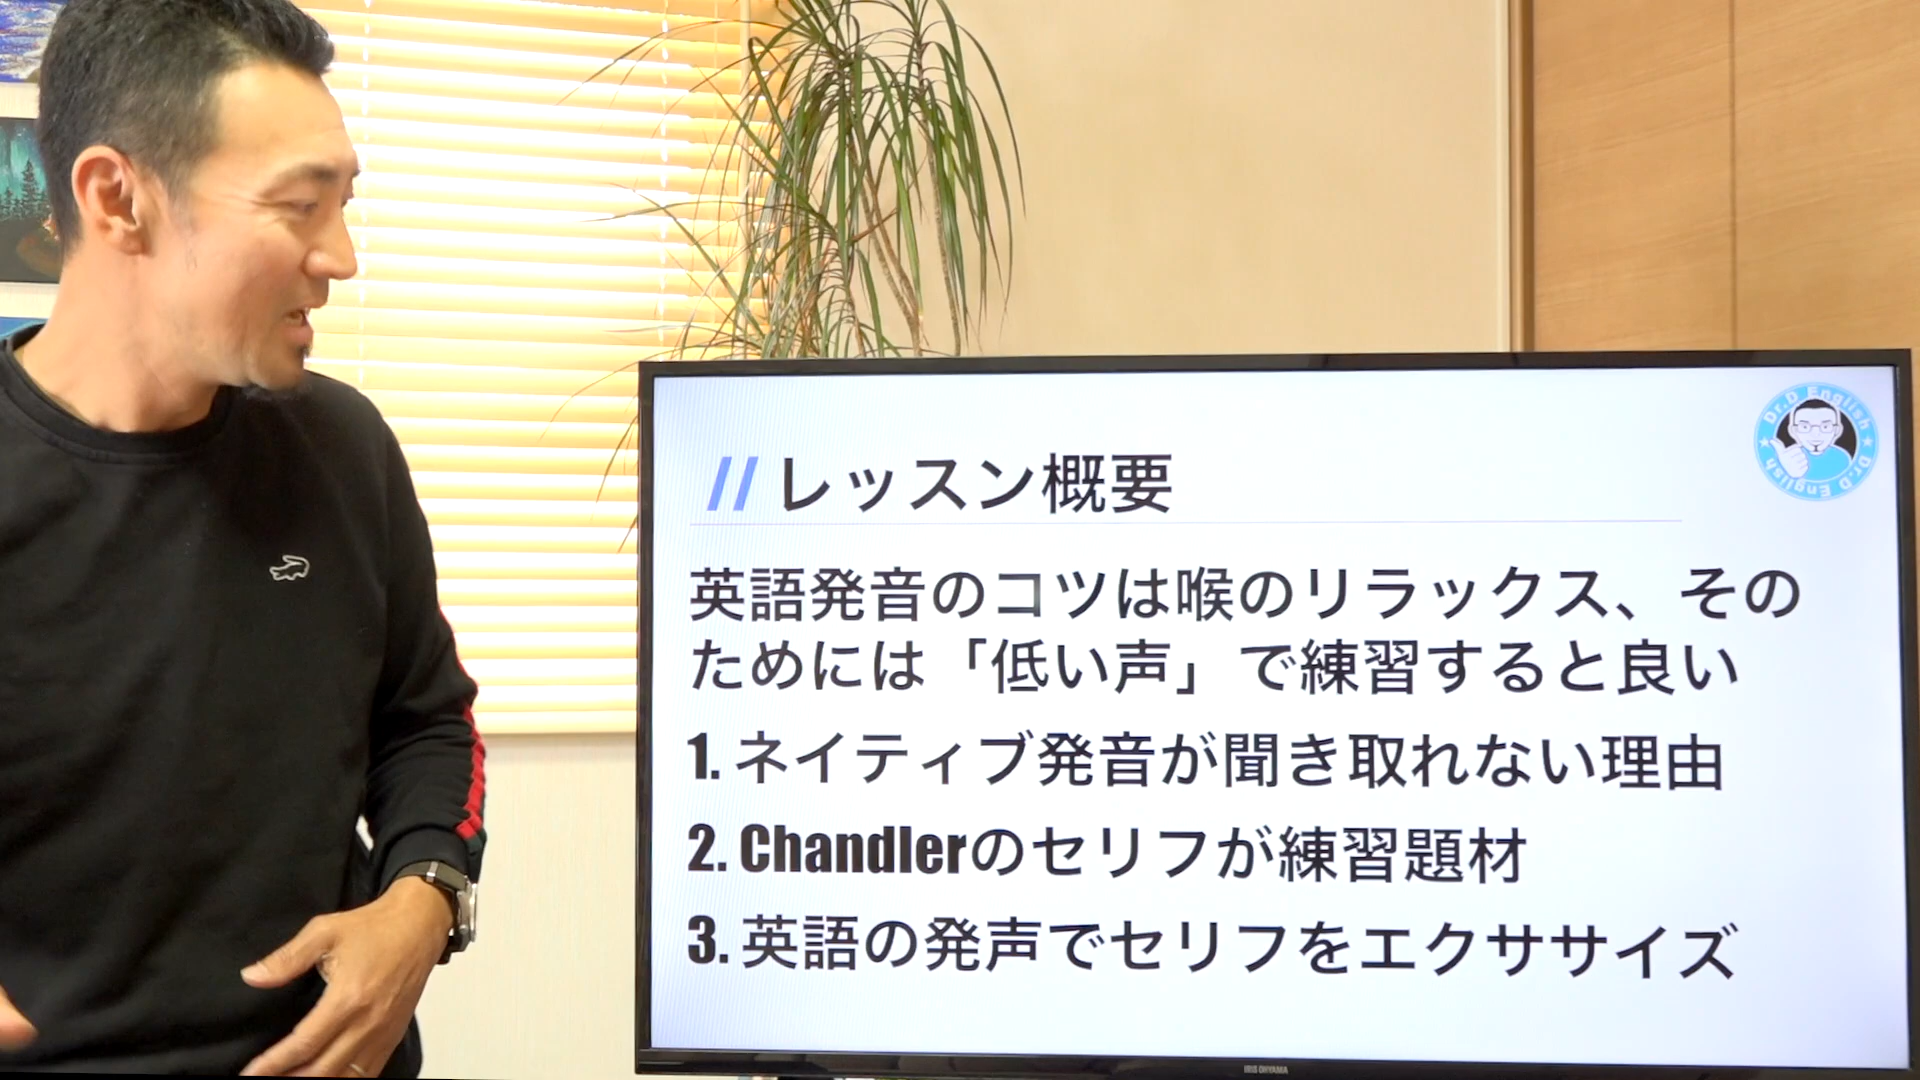 // レッスン概要
英語発音のコツは喉のリラックス、その
ためには「低い声」で練習すると良い
1. ネイティブ発音が聞き取れない理由
2. Chandlerのセリフが練習題材
3. 英語の発声でセリフをエクササイズ
Dr.D English
Dr.D English
IRIS OHYAMA